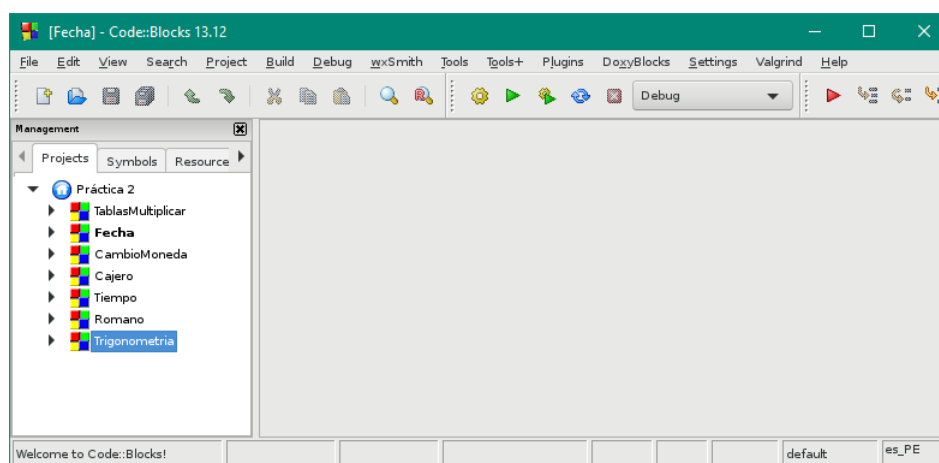 [Fecha] - Code::Blocks 13.12
File Edit View Search Project Build Debug wxSmith Tools Tools+ Plugins DoxyBlocks Settings Valgrind Help
Debug
Management
Projects Symbols Resource
Práctica 2
TablasMultiplicar
Fecha
CambioMoneda
Cajero
Tiempo
Romano
Trigonometria
Welcome to Code::Blocks! default es_PE